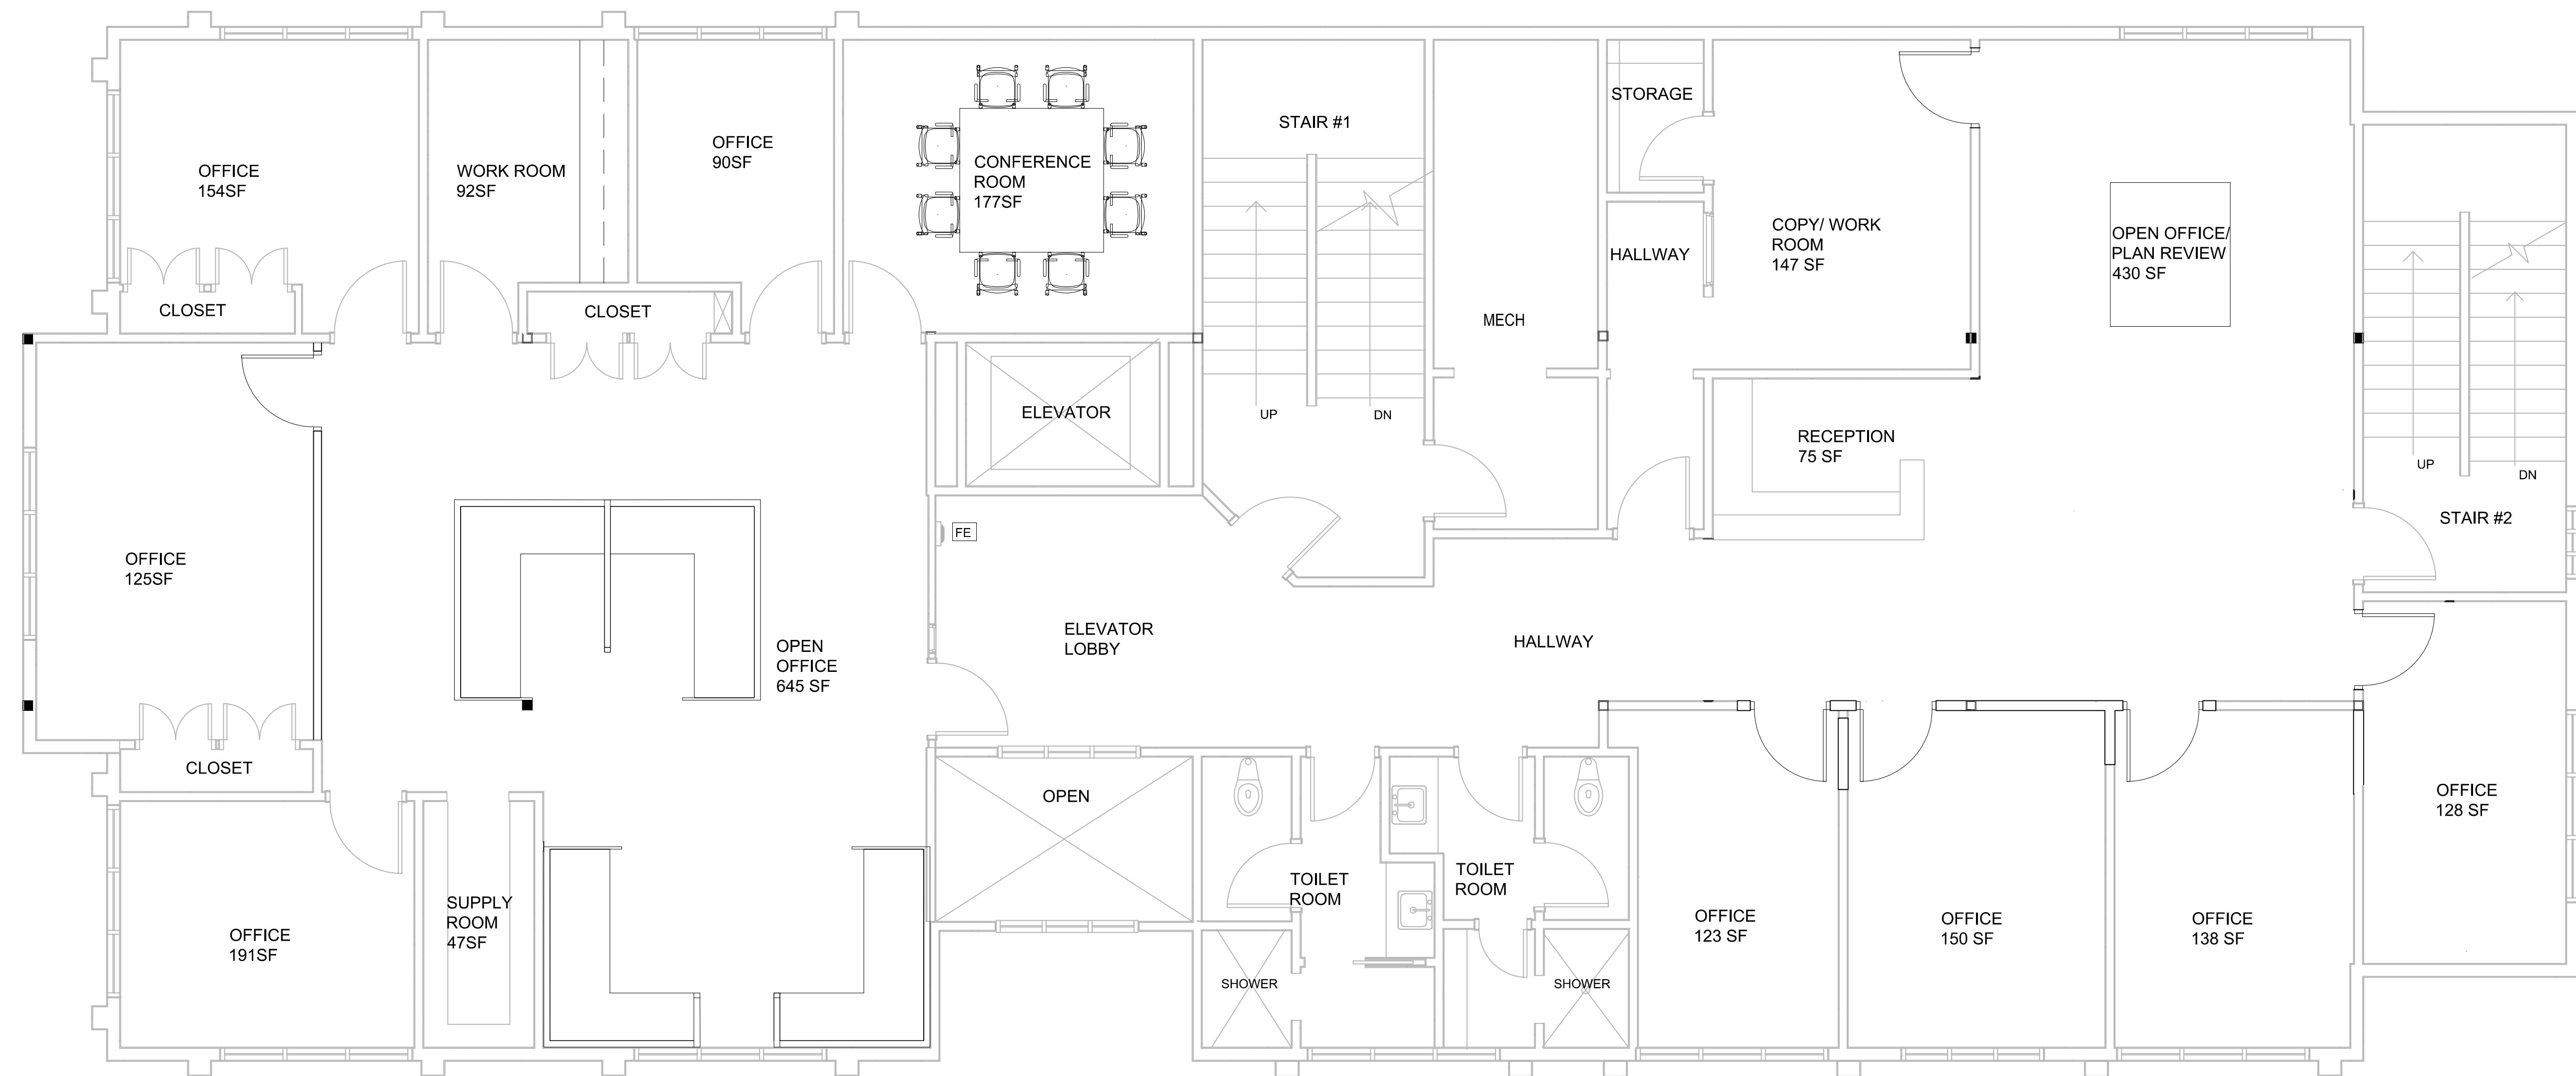 OFFICE
154SF
CLOSET
WORK ROOM
92SF
CLOSET
OFFICE
90SF
CONFERENCE
ROOM
177SF
STAIR #1
UP
DN
MECH
STORAGE
HALLWAY
COPY/ WORK
ROOM
147 SF
OPEN OFFICE/
PLAN REVIEW
430 SF
UP
DN
STAIR #2
ELEVATOR
RECEPTION
75 SF
FE
OFFICE
125SF
CLOSET
OPEN
OFFICE
645 SF
ELEVATOR
LOBBY
HALLWAY
OFFICE
191SF
SUPPLY
ROOM
47SF
OPEN
TOILET
ROOM
SHOWER
TOILET
ROOM
SHOWER
OFFICE
123 SF
OFFICE
150 SF
OFFICE
138 SF
OFFICE
128 SF